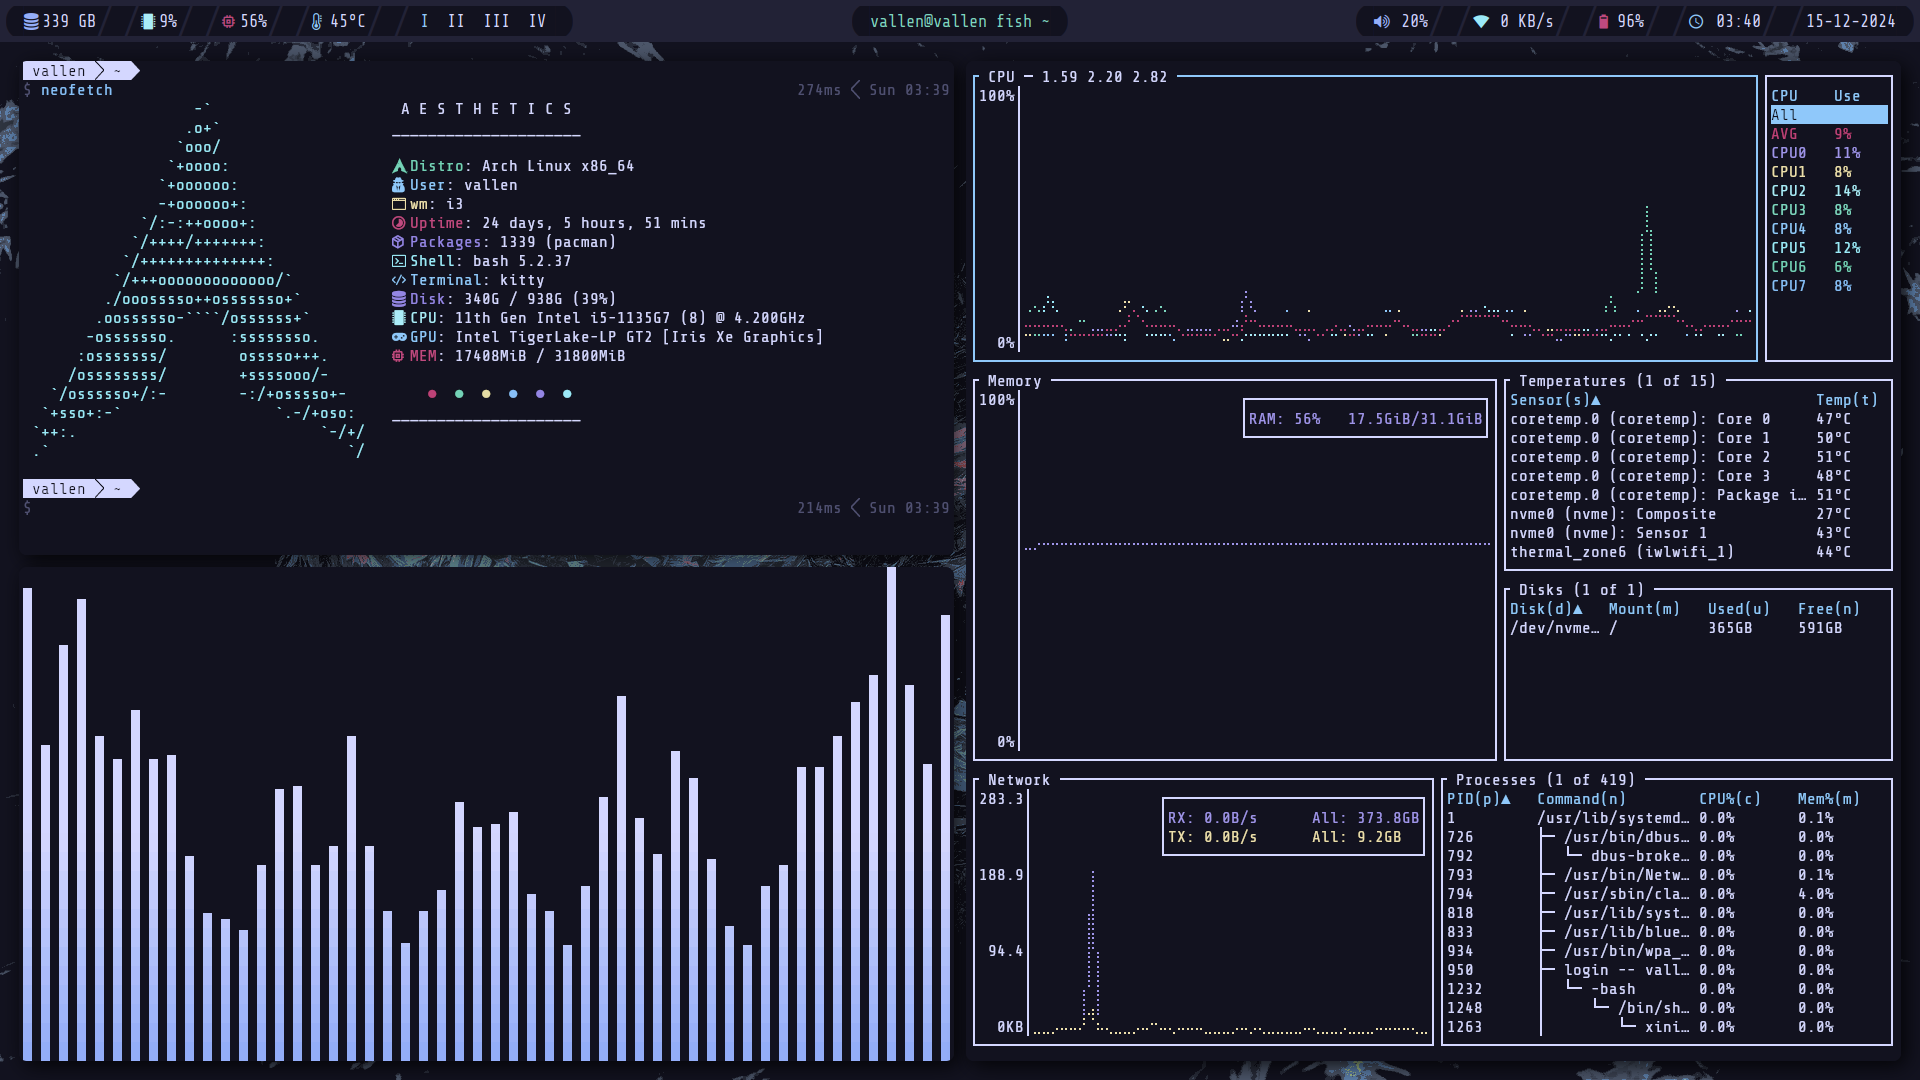 339 GB 9% 56% 45°C I II III IV vallen@vallen fish ~ 20% 0 KB/s 96% 03:40 15-12-2024
vallen ~
$ neofetch 274ms Sun 03:39
-`
.o+`
`ooo/
`+oooo:
`+oooooo:
-+oooooo+:
`/:-:++oooo+:
`/++++/+++++++:
`/++++++++++++++:
`/+++ooooooooooooo/`
./ooosssso++osssssso+`
.oossssso-````/ossssss+`
-osssssso. :ssssssso.
:osssssss/ osssso+++.
/ossssssss/ +ssssooo/-
`/ossssso+/:- -:/+osssso+-
`+sso+:-` `.-/+oso:
`++:. `-/+/
.` `/
A E S T H E T I C S
─────────────────────
Distro: Arch Linux x86_64
User: vallen
wm: i3
Uptime: 24 days, 5 hours, 51 mins
Packages: 1339 (pacman)
Shell: bash 5.2.37
Terminal: kitty
Disk: 340G / 938G (39%)
CPU: 11th Gen Intel i5-1135G7 (8) @ 4.200GHz
GPU: Intel TigerLake-LP GT2 [Iris Xe Graphics]
MEM: 17408MiB / 31800MiB
─────────────────────
vallen ~
$ 214ms Sun 03:39
CPU ─ 1.59 2.20 2.82
100%
0%
CPU Use
All
AVG 9%
CPU0 11%
CPU1 8%
CPU2 14%
CPU3 8%
CPU4 8%
CPU5 12%
CPU6 6%
CPU7 8%
Memory
100%
RAM: 56% 17.5GiB/31.1GiB
0%
Temperatures (1 of 15)
Sensor(s)▲ Temp(t)
coretemp.0 (coretemp): Core 0 47°C
coretemp.0 (coretemp): Core 1 50°C
coretemp.0 (coretemp): Core 2 51°C
coretemp.0 (coretemp): Core 3 48°C
coretemp.0 (coretemp): Package i… 51°C
nvme0 (nvme): Composite 27°C
nvme0 (nvme): Sensor 1 43°C
thermal_zone6 (iwlwifi_1) 44°C
Disks (1 of 1)
Disk(d)▲ Mount(m) Used(u) Free(n)
/dev/nvme… / 365GB 591GB
Network
283.3
RX: 0.0B/s All: 373.8GB
TX: 0.0B/s All: 9.2GB
188.9
94.4
0KB
Processes (1 of 419)
PID(p)▲ Command(n) CPU%(c) Mem%(m)
1 /usr/lib/systemd… 0.0% 0.1%
726 ├─ /usr/bin/dbus… 0.0% 0.0%
792 │ └─ dbus-broke… 0.0% 0.0%
793 ├─ /usr/bin/Netw… 0.0% 0.1%
794 ├─ /usr/sbin/cla… 0.0% 4.0%
818 ├─ /usr/lib/syst… 0.0% 0.0%
833 ├─ /usr/lib/blue… 0.0% 0.0%
934 ├─ /usr/bin/wpa_… 0.0% 0.0%
950 ├─ login -- vall… 0.0% 0.0%
1232 │ └─ -bash 0.0% 0.0%
1248 │ └─ /bin/sh… 0.0% 0.0%
1263 │ └─ xini… 0.0% 0.0%